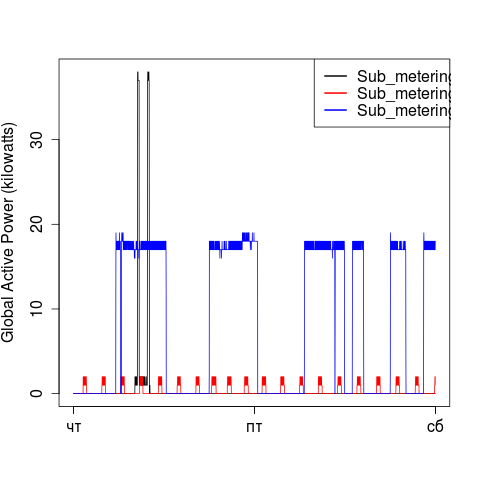 Sub_metering
Sub_metering
Sub_metering
Global Active Power (kilowatts)
30
20
10
0
чт
пт
сб